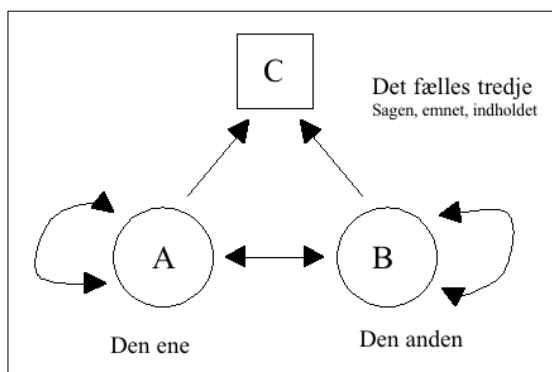 C
Det fælles tredje
Sagen, emnet, indholdet
A
B
Den ene
Den anden